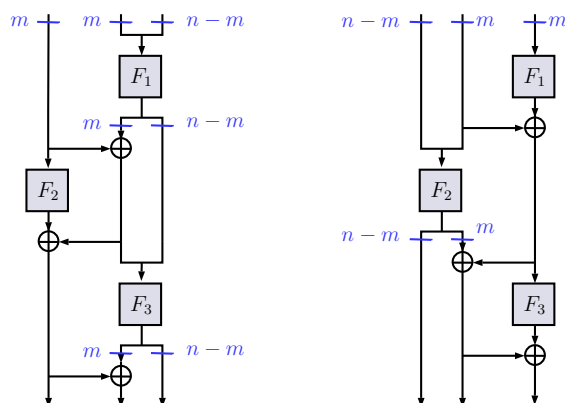 m m n − m n − m m m
F₁ F₁
m n − m
F₂ F₂
n − m m
F₃ F₃
m n − m